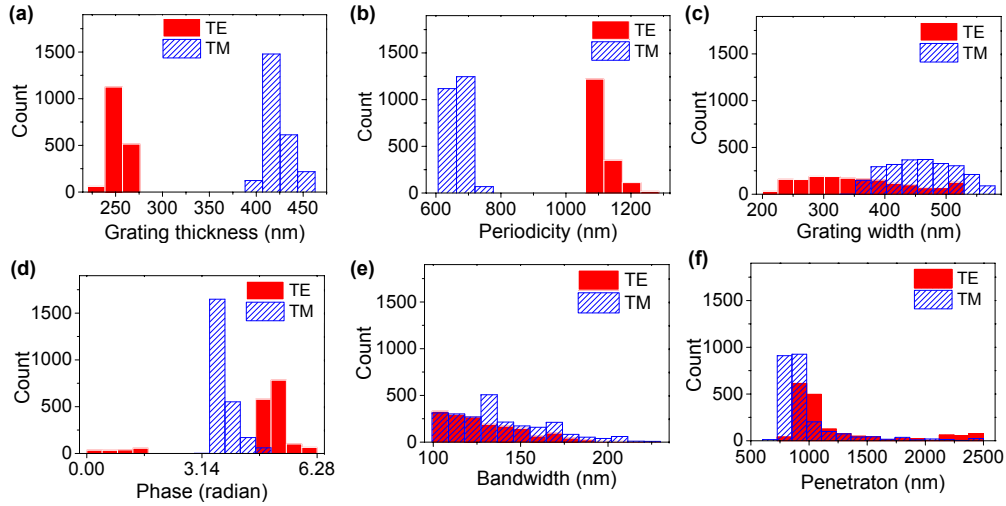 (a)
TE
TM
1500
1000
500
0
Count
250 300 350 400 450
Grating thickness (nm)
(b)
TE
TM
1500
1000
500
0
Count
600 800 1000 1200
Periodicity (nm)
(c)
TE
TM
1500
1000
500
0
Count
200 300 400 500
Grating width (nm)
(d)
TE
TM
1500
1000
500
0
Count
0.00 3.14 6.28
Phase (radian)
(e)
TE
TM
1500
1000
500
0
Count
100 150 200
Bandwidth (nm)
(f)
TE
TM
1500
1000
500
0
Count
500 1000 1500 2000 2500
Penetraton (nm)